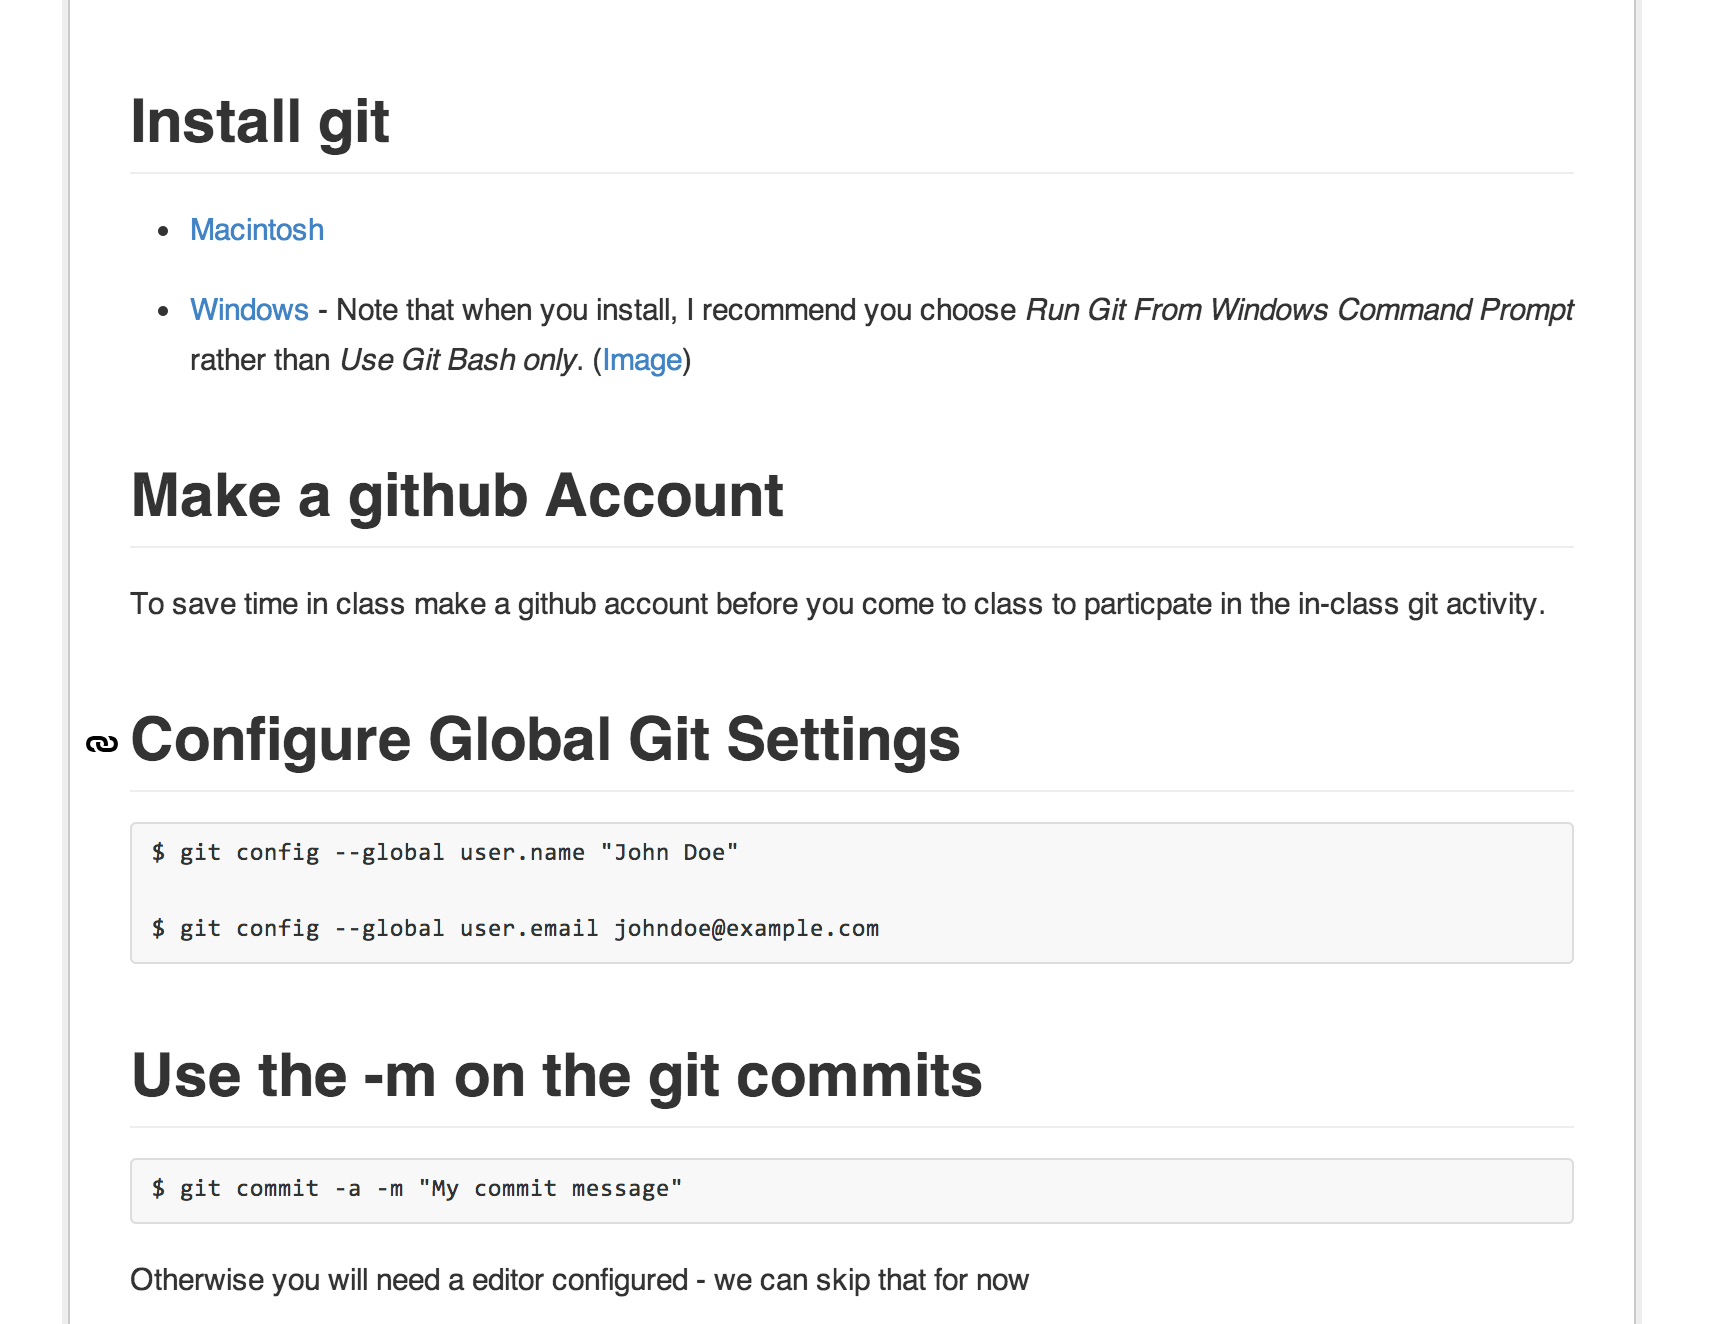 Install git
Macintosh
Windows - Note that when you install, I recommend you choose Run Git From Windows Command Prompt
rather than Use Git Bash only. (Image)
Make a github Account
To save time in class make a github account before you come to class to particpate in the in-class git activity.
Configure Global Git Settings
$ git config --global user.name "John Doe"
$ git config --global user.email johndoe@example.com
Use the -m on the git commits
$ git commit -a -m "My commit message"
Otherwise you will need a editor configured - we can skip that for now